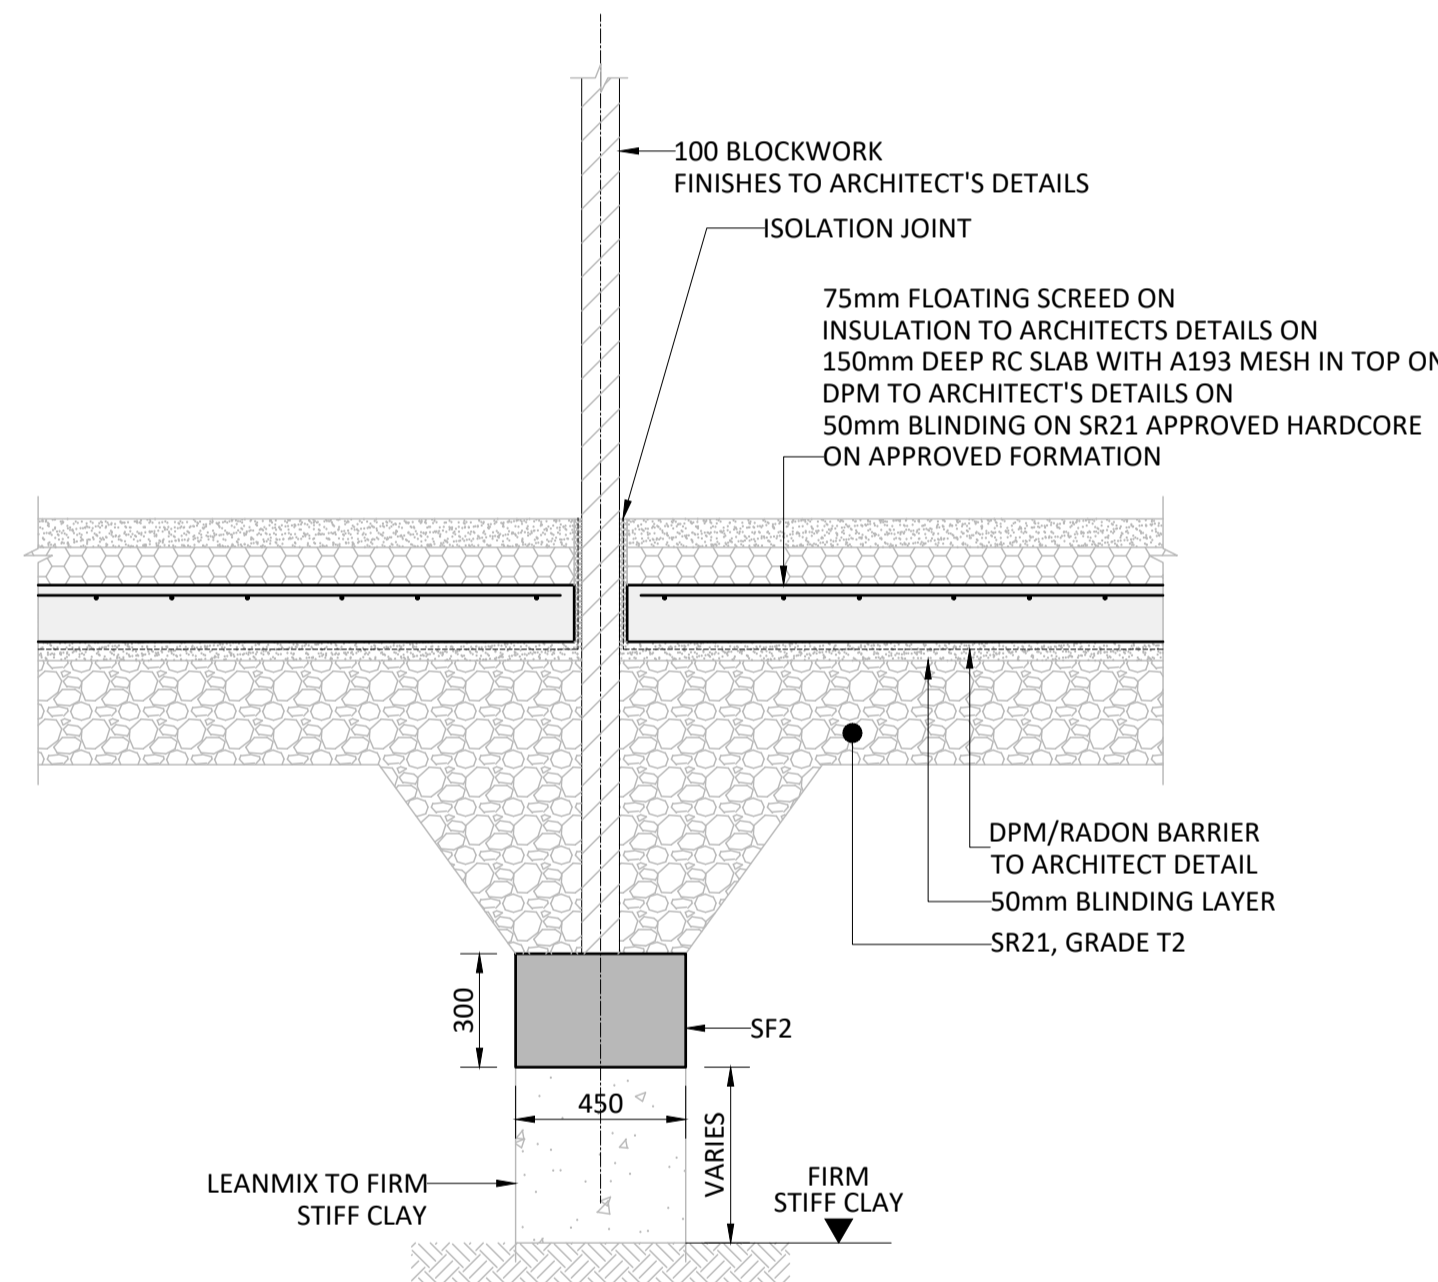 100 BLOCKWORK
FINISHES TO ARCHITECT'S DETAILS
ISOLATION JOINT
75mm FLOATING SCREED ON
INSULATION TO ARCHITECTS DETAILS ON
150mm DEEP RC SLAB WITH A193 MESH IN TOP ON
DPM TO ARCHITECT'S DETAILS ON
50mm BLINDING ON SR21 APPROVED HARDCORE
ON APPROVED FORMATION
DPM/RADON BARRIER
TO ARCHITECT DETAIL
50mm BLINDING LAYER
SR21, GRADE T2
300
SF2
450
VARIES
LEANMIX TO FIRM
STIFF CLAY
FIRM
STIFF CLAY